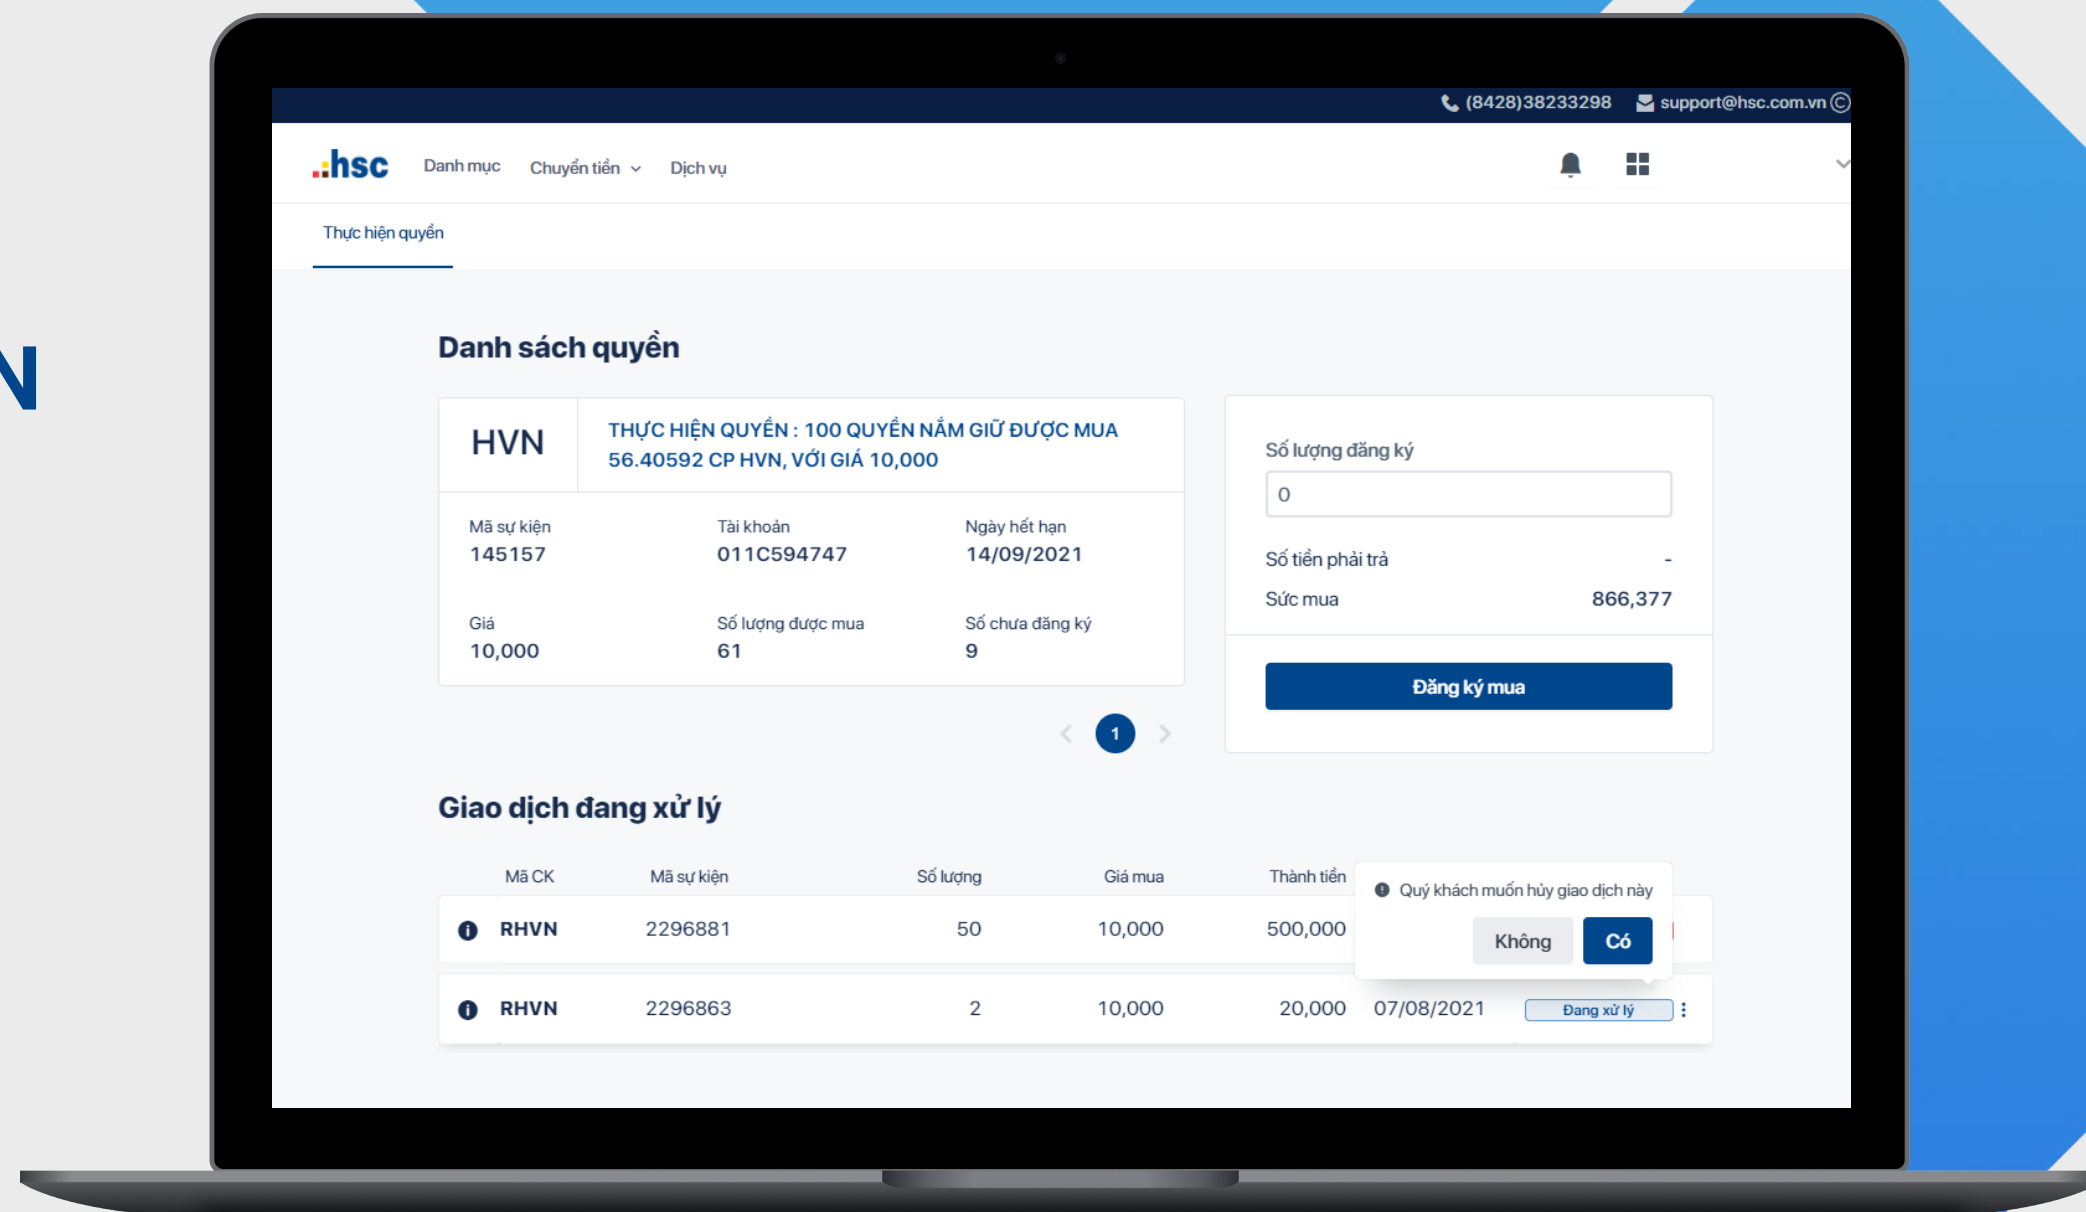 N
(8428)38233298 support@hsc.com.vn ©
hsc Danh mục Chuyển tiền Dịch vụ
Thực hiện quyền
Danh sách quyền
HVN
THỰC HIỆN QUYỀN : 100 QUYỀN NẮM GIỮ ĐƯỢC MUA
56.40592 CP HVN, VỚI GIÁ 10,000
Mã sự kiện Tài khoản Ngày hết hạn
145157 011C594747 14/09/2021
Giá Số lượng được mua Số chưa đăng ký
10,000 61 9
1
Số lượng đăng ký
0
Số tiền phải trả -
Sức mua 866,377
Đăng ký mua
Giao dịch đang xử lý
Mã CK Mã sự kiện Số lượng Giá mua Thành tiền
RHVN 2296881 50 10,000 500,000
Quý khách muốn hủy giao dịch này
Không Có
RHVN 2296863 2 10,000 20,000 07/08/2021 Đang xử lý